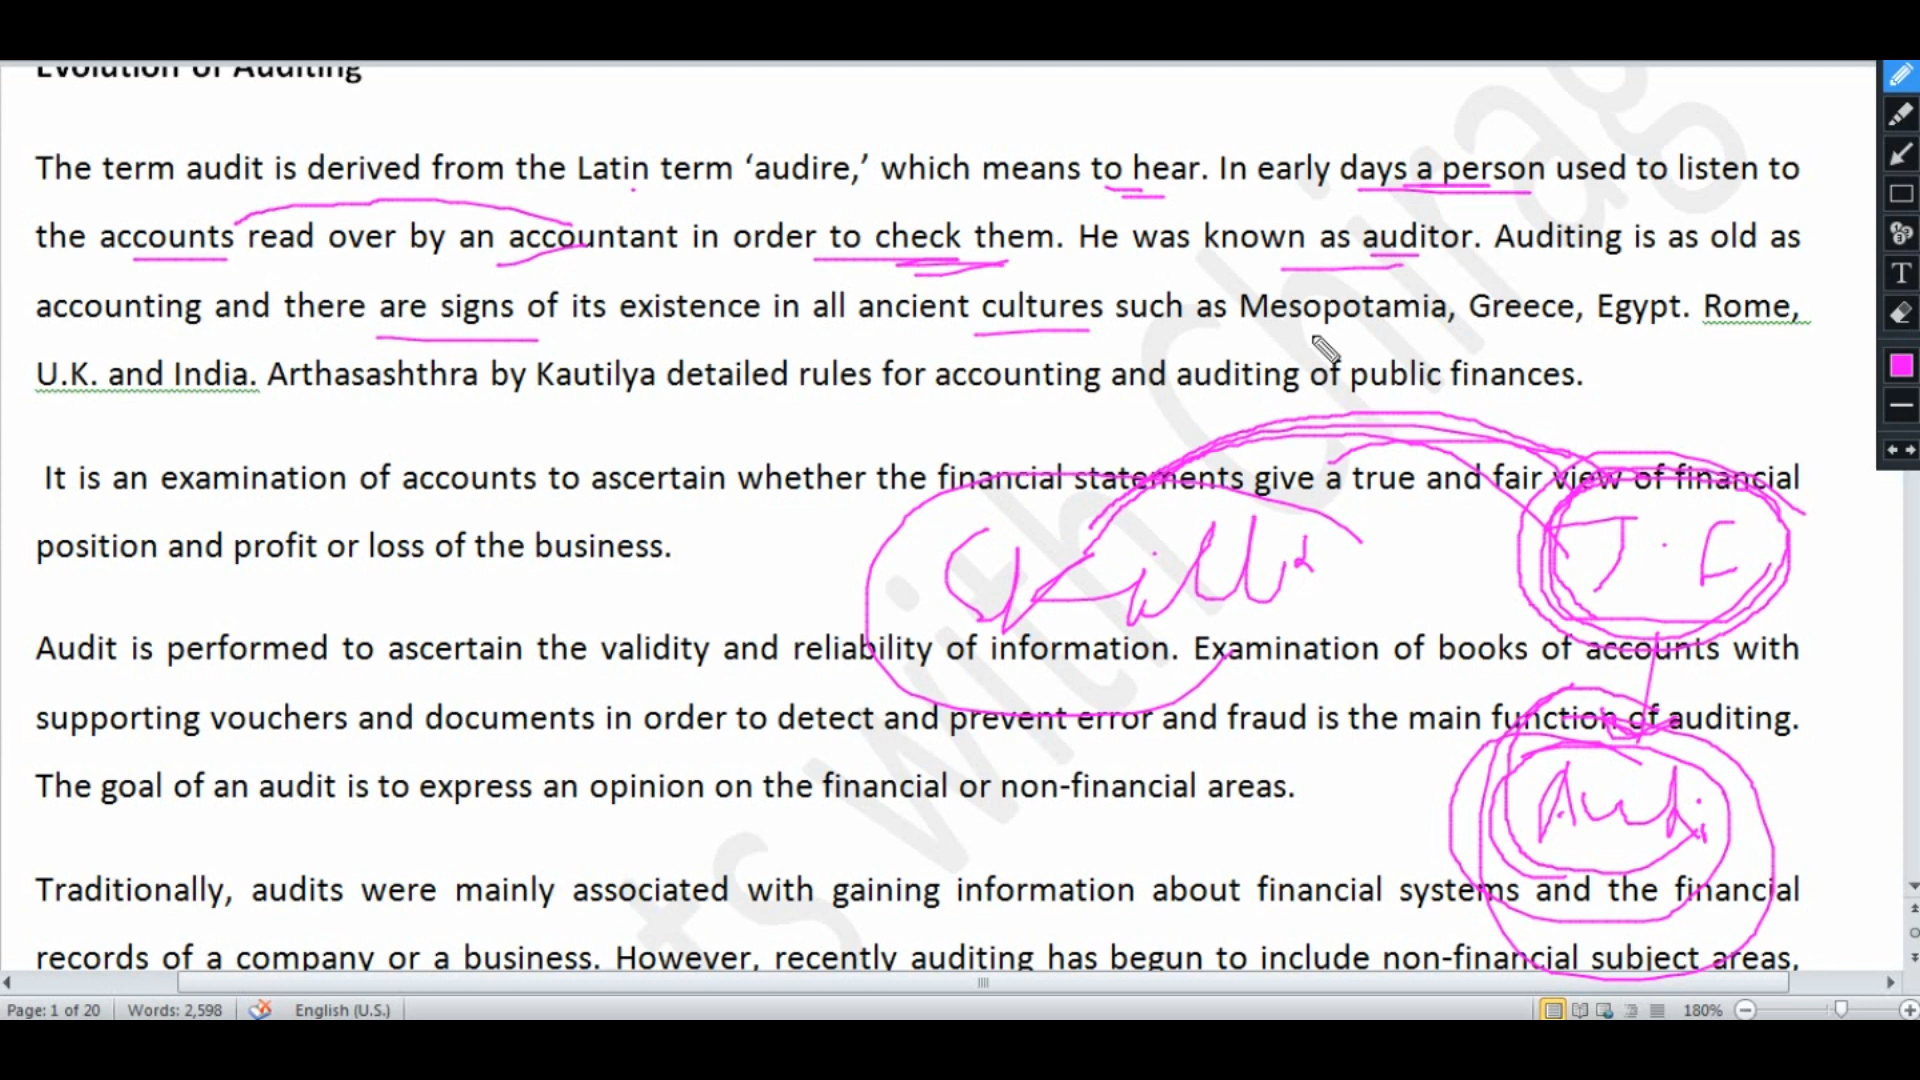 Evolution of Auditing
The term audit is derived from the Latin term ‘audire,’ which means to hear. In early days a person used to listen to
the accounts read over by an accountant in order to check them. He was known as auditor. Auditing is as old as
accounting and there are signs of its existence in all ancient cultures such as Mesopotamia, Greece, Egypt. Rome,
U.K. and India. Arthasashthra by Kautilya detailed rules for accounting and auditing of public finances.
It is an examination of accounts to ascertain whether the financial statements give a true and fair view of financial
position and profit or loss of the business.
Audit is performed to ascertain the validity and reliability of information. Examination of books of accounts with
supporting vouchers and documents in order to detect and prevent error and fraud is the main function of auditing.
The goal of an audit is to express an opinion on the financial or non-financial areas.
Traditionally, audits were mainly associated with gaining information about financial systems and the financial
records of a company or a business. However, recently auditing has begun to include non-financial subject areas,
Page: 1 of 20 Words: 2,598 English (U.S.) 180%